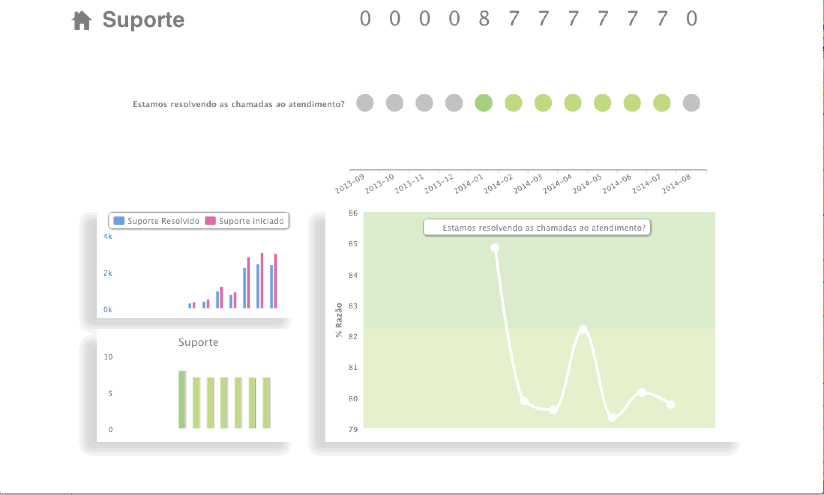 Suporte
0 0 0 0 8 7 7 7 7 7 7 0
Estamos resolvendo as chamadas ao atendimento?
2013-09 2013-10 2013-11 2013-12 2014-01 2014-02 2014-03 2014-04 2014-05 2014-06 2014-07 2014-08
Suporte Resolvido Suporte Iniciado
4k
2k
0k
Suporte
10
5
0
Estamos resolvendo as chamadas ao atendimento?
% Razão
86
85
84
83
82
81
80
79